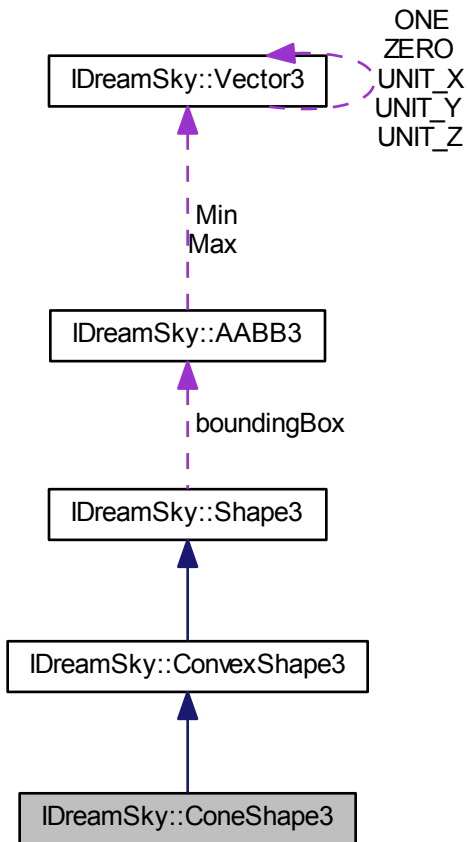 ONE
ZERO
IDreamSky::Vector3
UNIT_X
UNIT_Y
UNIT_Z
Min
Max
IDreamSky::AABB3
boundingBox
IDreamSky::Shape3
IDreamSky::ConvexShape3
IDreamSky::ConeShape3